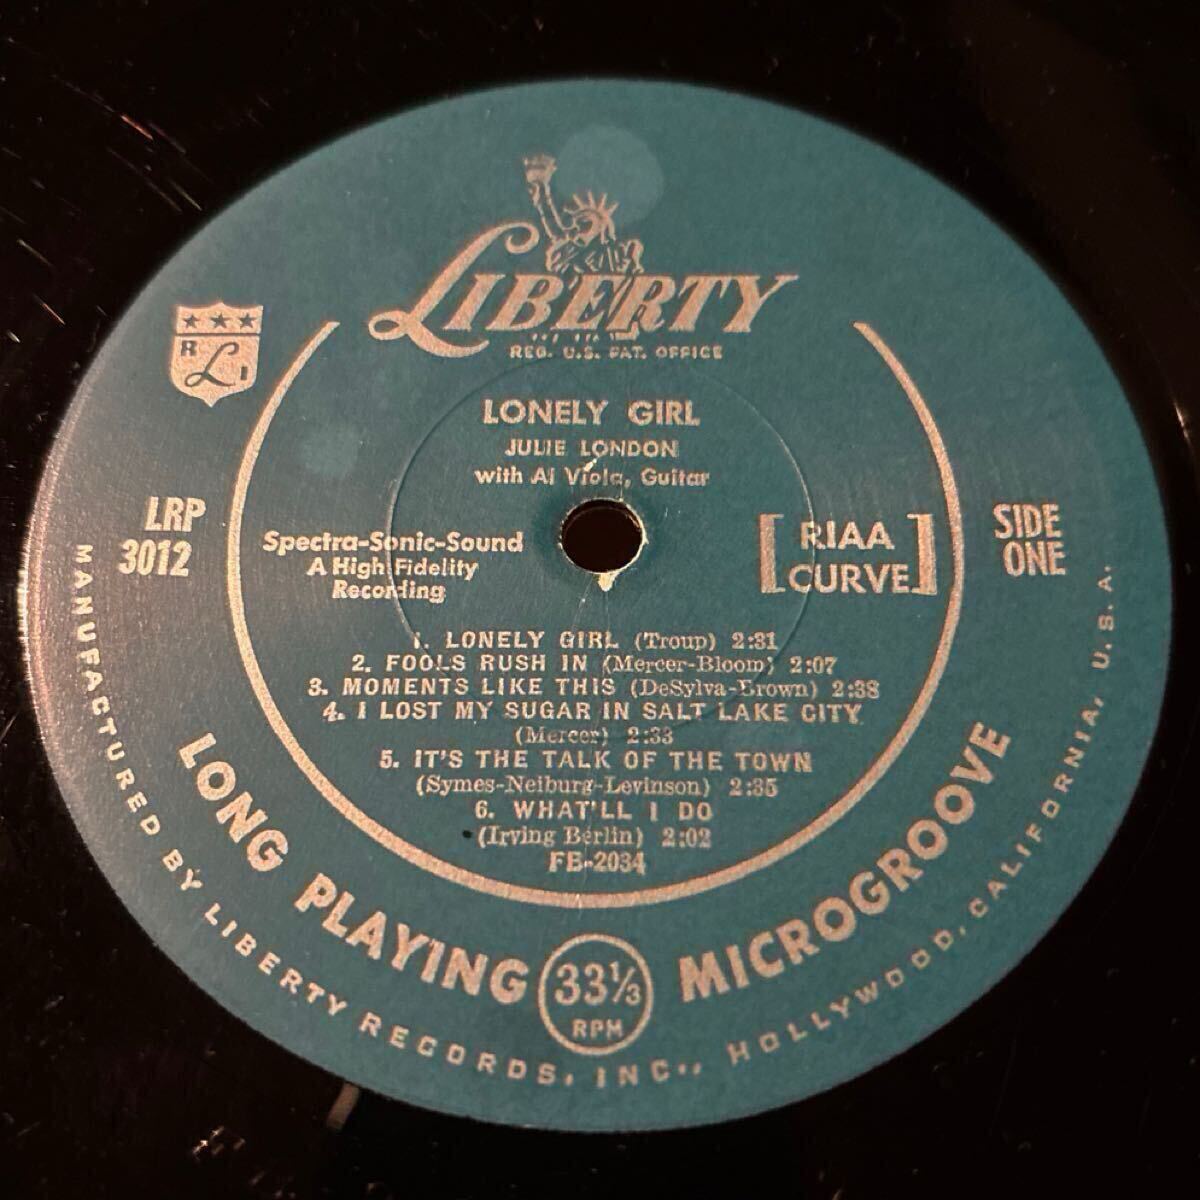 LIBERTY
REG. U.S. PAT. OFFICE
R L I
LONELY GIRL
JULIE LONDON
with Al Viola, Guitar
LRP
3012
Spectra-Sonic-Sound
A High Fidelity
Recording
[RIAA
CURVE]
SIDE
ONE
1. LONELY GIRL (Troup) 2:31
2. FOOLS RUSH IN (Mercer-Bloom) 2:07
3. MOMENTS LIKE THIS (DeSylva-Brown) 2:38
4. I LOST MY SUGAR IN SALT LAKE CITY
(Mercer) 2:33
5. IT'S THE TALK OF THE TOWN
(Symes-Neiburg-Levinson) 2:35
6. WHAT'LL I DO
(Irving Berlin) 2:02
FB-2034
LONG PLAYING 33⅓ RPM MICROGROOVE
MANUFACTURED BY LIBERTY RECORDS, INC., HOLLYWOOD, CALIFORNIA, U.S.A.